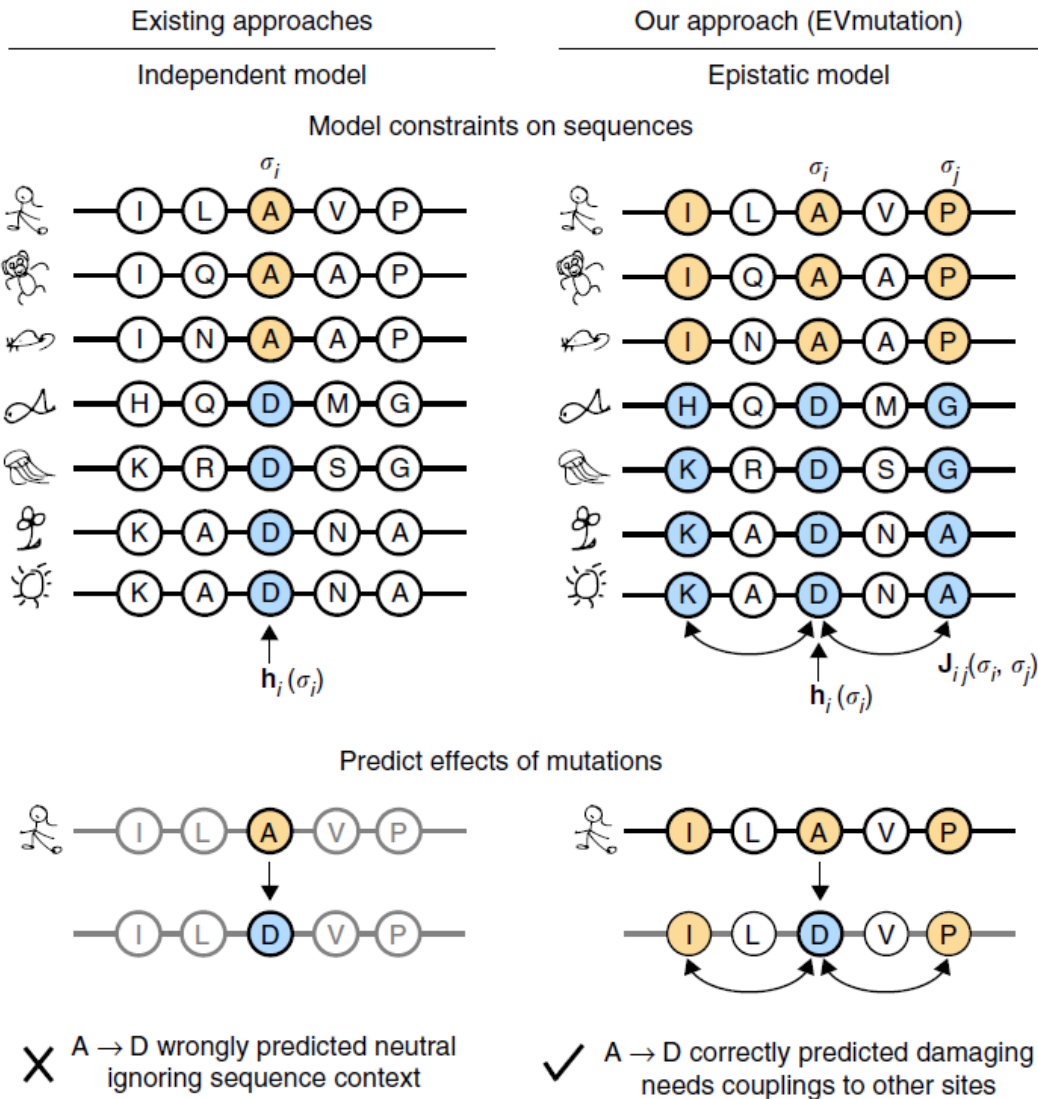 Existing approaches
Our approach (EVmutation)
Independent model
Epistatic model
Model constraints on sequences
σi
σi σj
I L A V P
I L A V P
I Q A A P
I Q A A P
I N A A P
I N A A P
H Q D M G
H Q D M G
K R D S G
K R D S G
K A D N A
K A D N A
K A D N A
K A D N A
hi (σi)
Jij(σi, σj)
hi (σi)
Predict effects of mutations
I L A V P
I L A V P
I L D V P
I L D V P
A → D wrongly predicted neutral
ignoring sequence context
A → D correctly predicted damaging
needs couplings to other sites